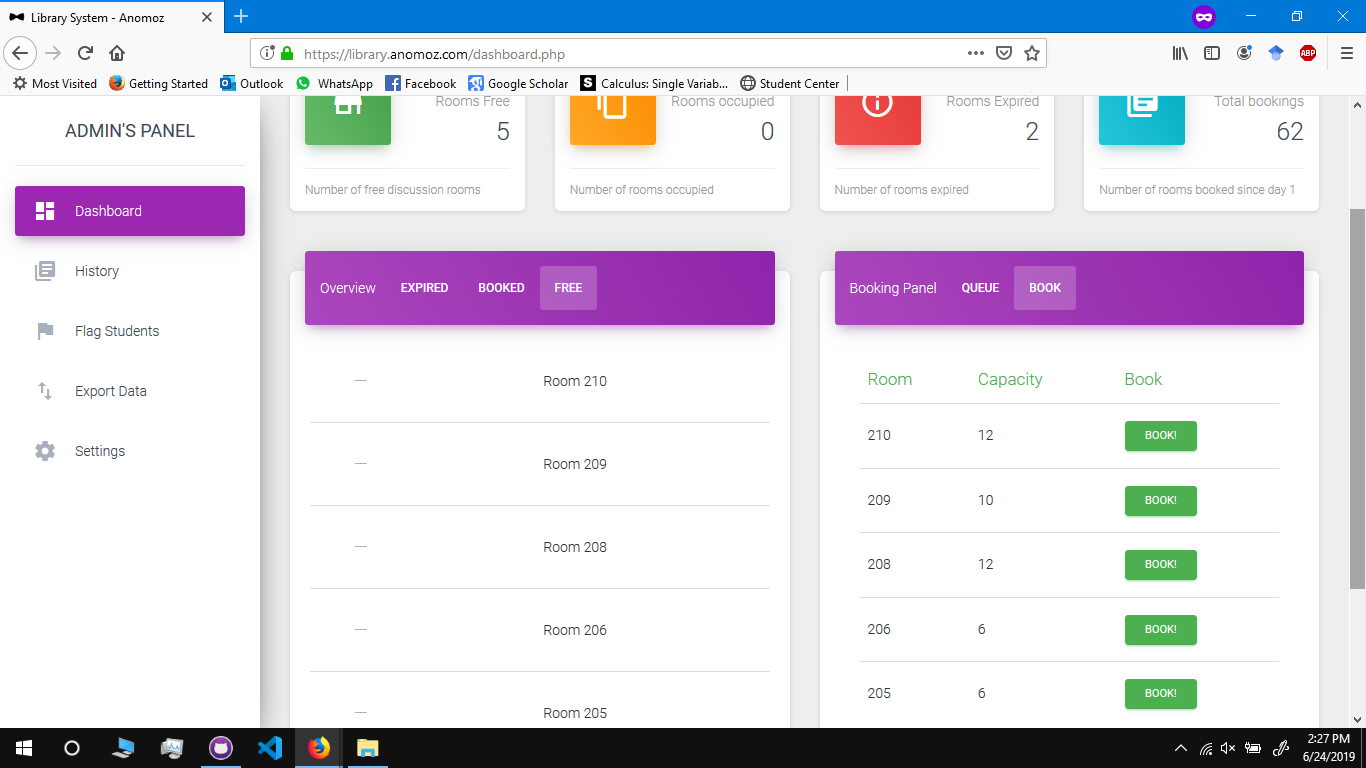 Library System - Anomoz
https://library.anomoz.com/dashboard.php
ABP
Most Visited Getting Started Outlook WhatsApp Facebook Google Scholar S Calculus: Single Variab... Student Center
ADMIN'S PANEL
Dashboard
History
Flag Students
Export Data
Settings
Rooms Free
5
Number of free discussion rooms
Rooms occupied
0
Number of rooms occupied
Rooms Expired
2
Number of rooms expired
Total bookings
62
Number of rooms booked since day 1
Overview EXPIRED BOOKED FREE
— Room 210
— Room 209
— Room 208
— Room 206
— Room 205
Booking Panel QUEUE BOOK
Room Capacity Book
210 12 BOOK!
209 10 BOOK!
208 12 BOOK!
206 6 BOOK!
205 6 BOOK!
2:27 PM
6/24/2019